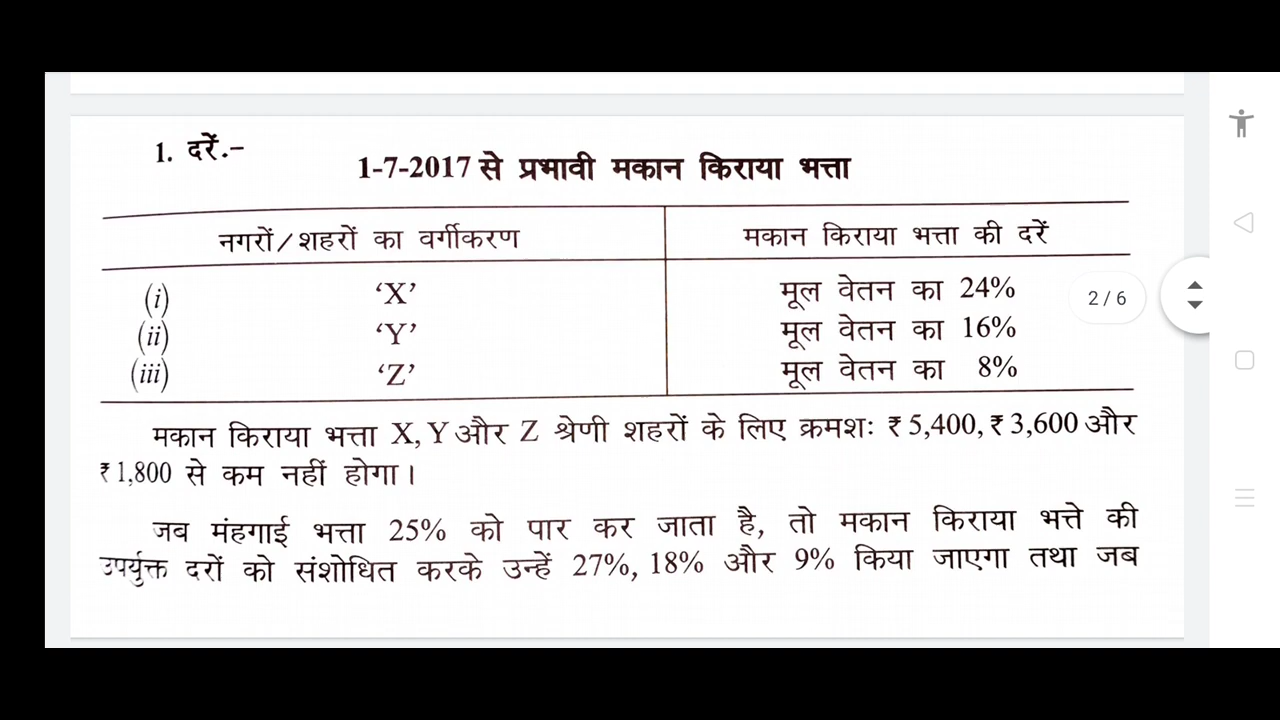 1. दरें.–
1-7-2017 से प्रभावी मकान किराया भत्ता
नगरों/शहरों का वर्गीकरण मकान किराया भत्ता की दरें
(i) ‘X’ मूल वेतन का 24%
(ii) ‘Y’ मूल वेतन का 16%
(iii) ‘Z’ मूल वेतन का 8%
2 / 6
मकान किराया भत्ता X, Y और Z श्रेणी शहरों के लिए क्रमशः ₹ 5,400, ₹ 3,600 और
₹ 1,800 से कम नहीं होगा।
जब मंहगाई भत्ता 25% को पार कर जाता है, तो मकान किराया भत्ते की
उपर्युक्त दरों को संशोधित करके उन्हें 27%, 18% और 9% किया जाएगा तथा जब